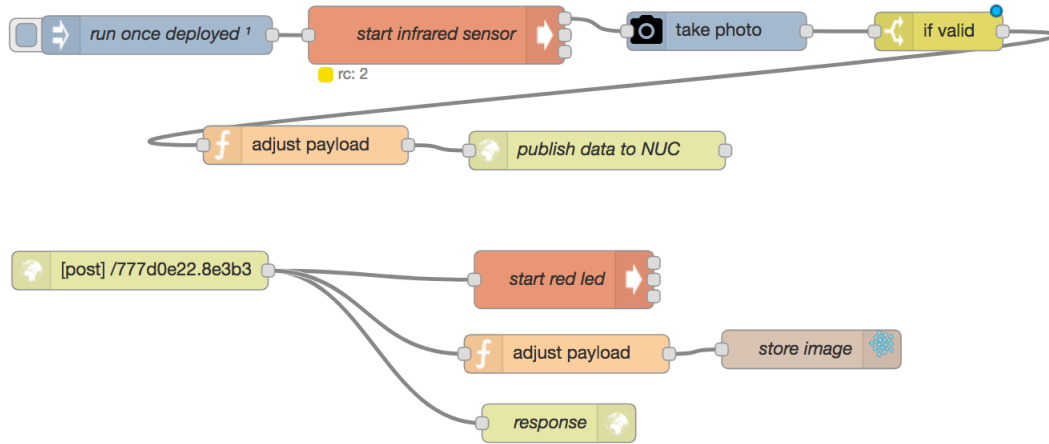 run once deployed ¹
start infrared sensor
take photo
if valid
rc: 2
adjust payload
publish data to NUC
[post] /777d0e22.8e3b3
start red led
adjust payload
store image
response